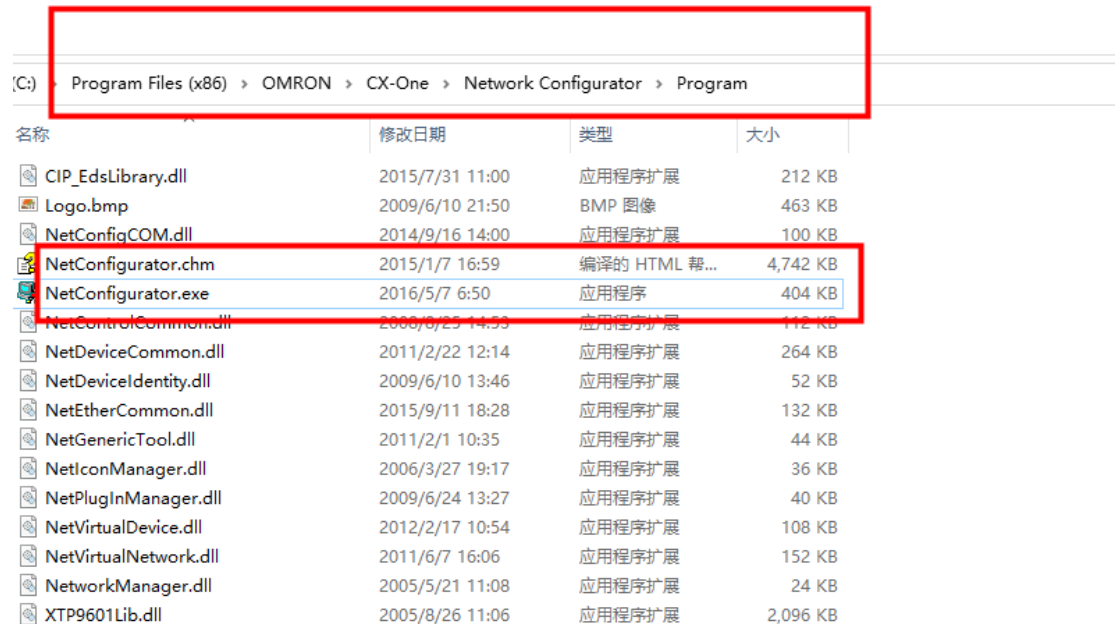 (C:) › Program Files (x86) › OMRON › CX-One › Network Configurator › Program
名称 修改日期 类型 大小
CIP_EdsLibrary.dll 2015/7/31 11:00 应用程序扩展 212 KB
Logo.bmp 2009/6/10 21:50 BMP 图像 463 KB
NetConfigCOM.dll 2014/9/16 14:00 应用程序扩展 100 KB
NetConfigurator.chm 2015/1/7 16:59 编译的 HTML 帮... 4,742 KB
NetConfigurator.exe 2016/5/7 6:50 应用程序 404 KB
NetControlCommon.dll 2008/8/25 14:53 应用程序扩展 112 KB
NetDeviceCommon.dll 2011/2/22 12:14 应用程序扩展 264 KB
NetDeviceIdentity.dll 2009/6/10 13:46 应用程序扩展 52 KB
NetEtherCommon.dll 2015/9/11 18:28 应用程序扩展 132 KB
NetGenericTool.dll 2011/2/1 10:35 应用程序扩展 44 KB
NetIconManager.dll 2006/3/27 19:17 应用程序扩展 36 KB
NetPlugInManager.dll 2009/6/24 13:27 应用程序扩展 40 KB
NetVirtualDevice.dll 2012/2/17 10:54 应用程序扩展 108 KB
NetVirtualNetwork.dll 2011/6/7 16:06 应用程序扩展 152 KB
NetworkManager.dll 2005/5/21 11:08 应用程序扩展 24 KB
XTP9601Lib.dll 2005/8/26 11:06 应用程序扩展 2,096 KB